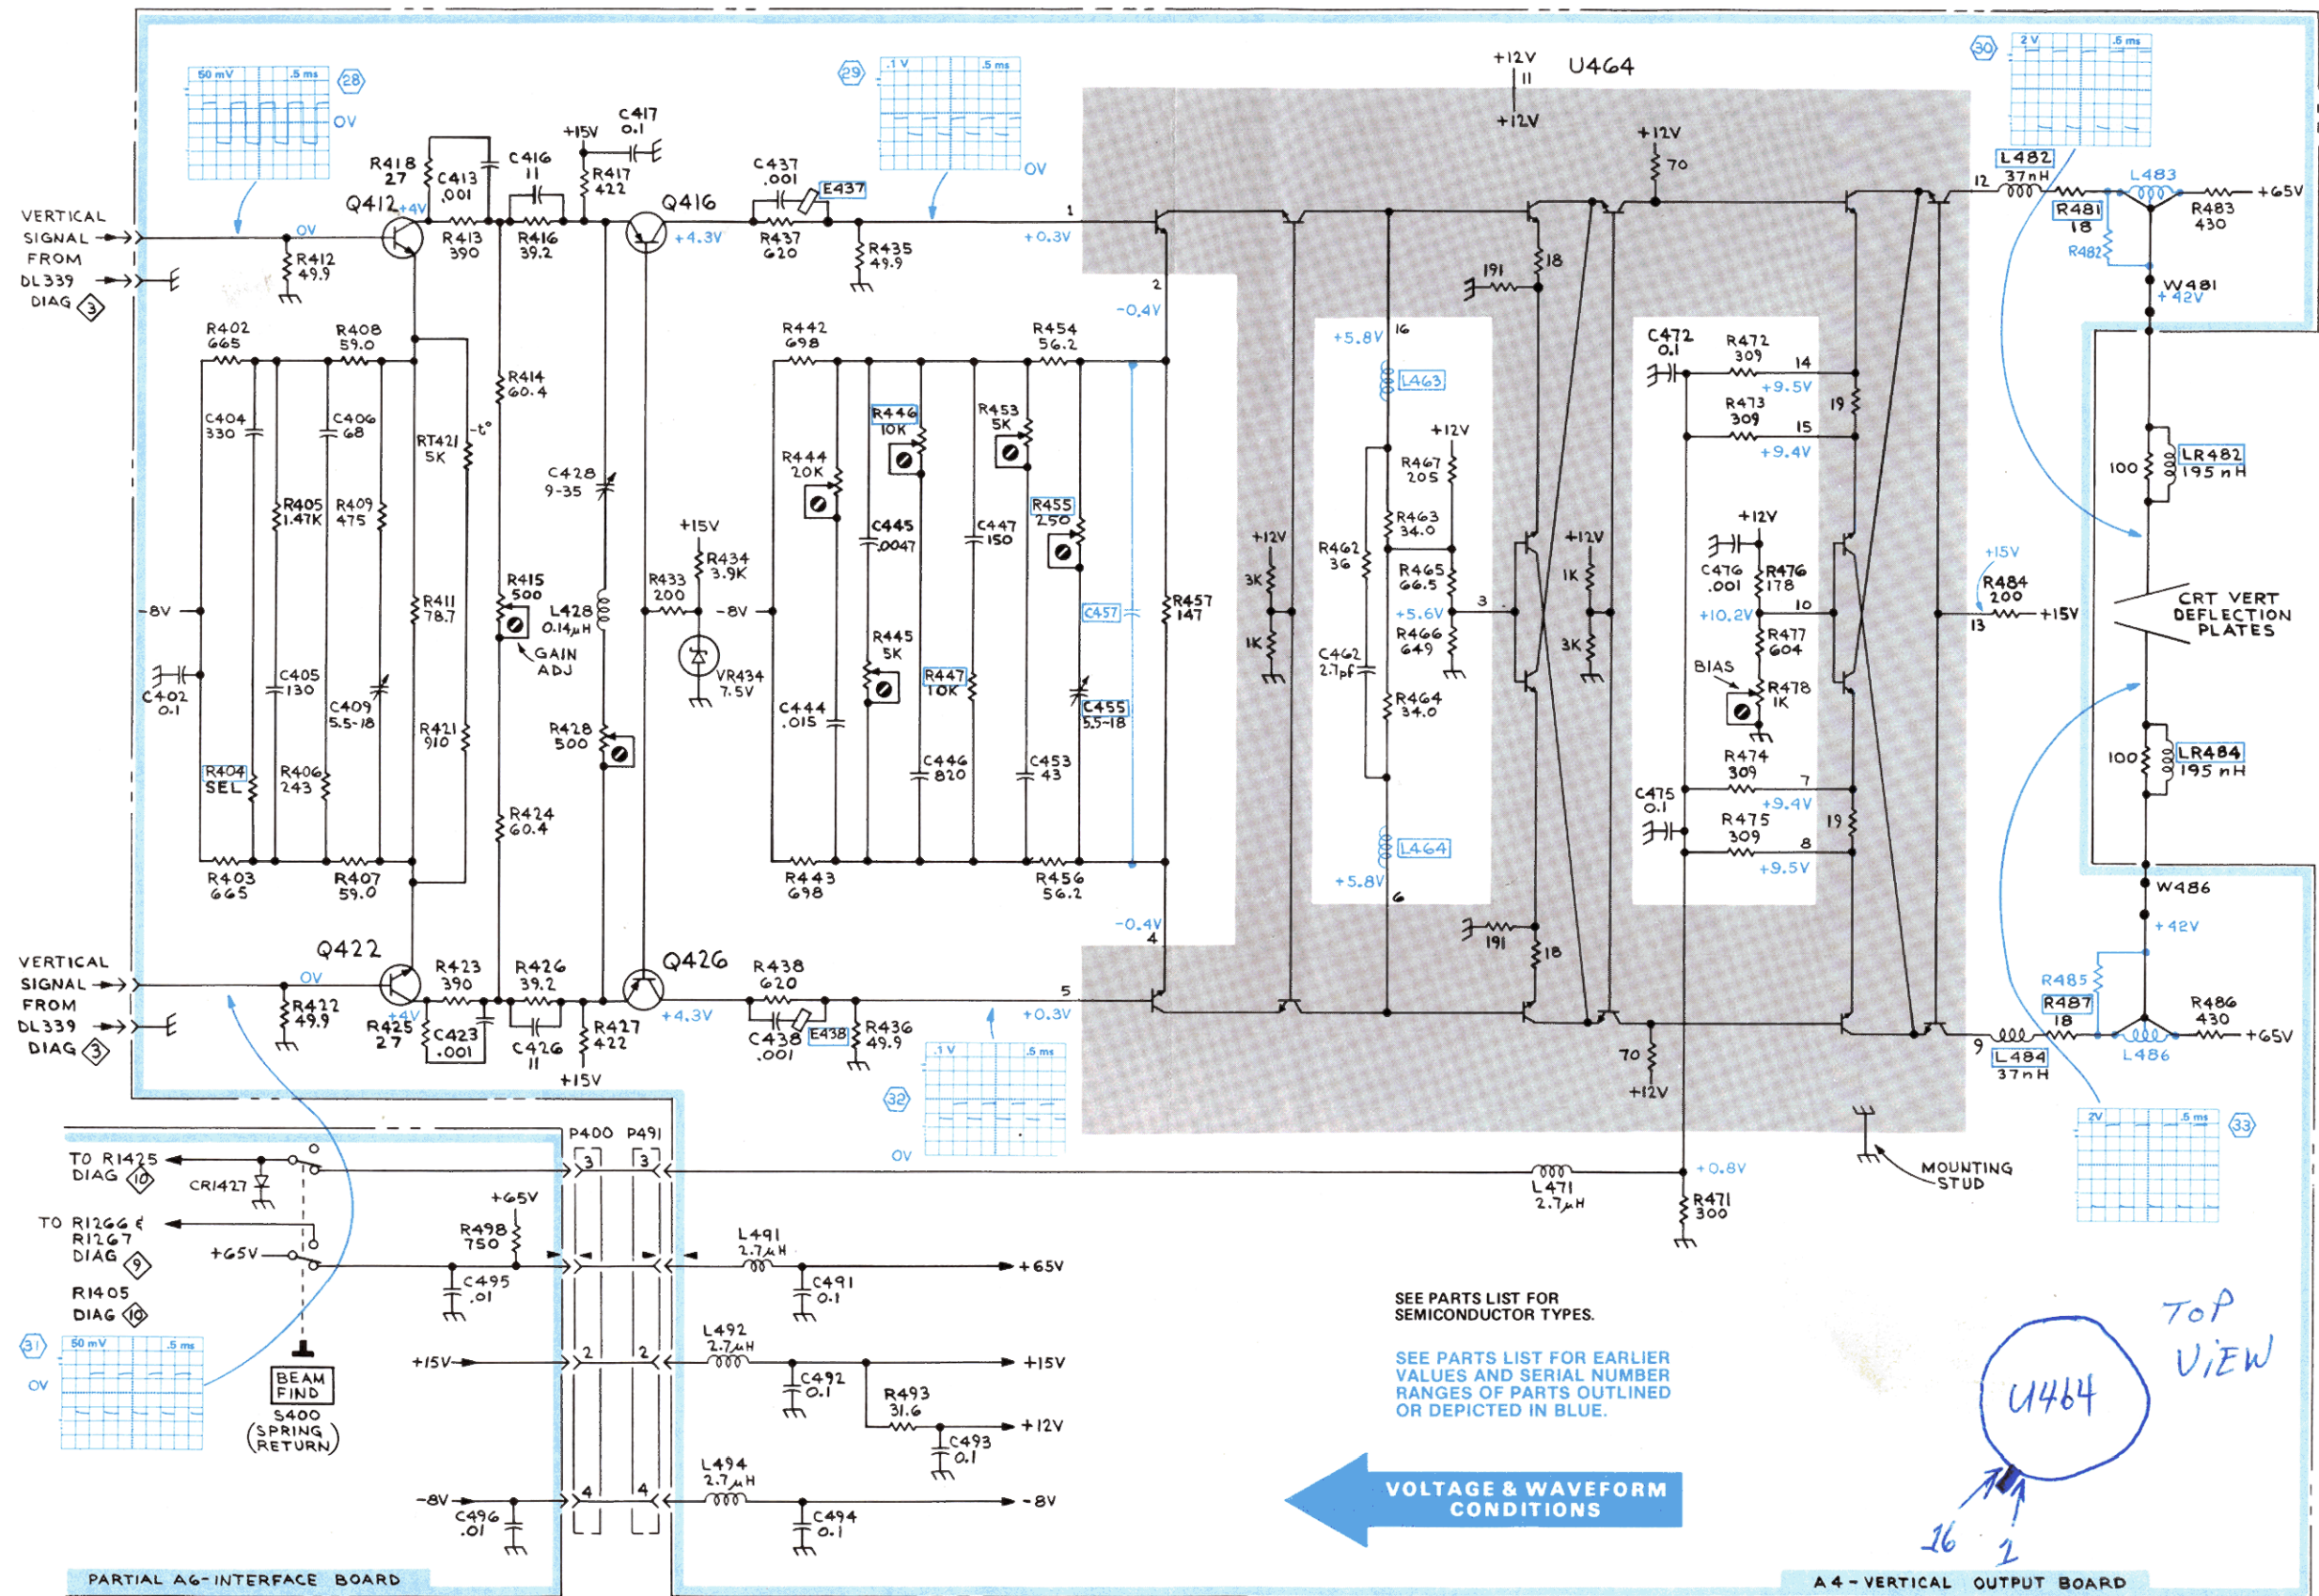 50 mV .5 ms
28
0V
VERTICAL
SIGNAL
FROM
DL339
DIAG 3
0V
R412
49.9
R418
27
C413
.001
C416
11
+15V
C417
0.1
R417
422
Q412
+4V
R413
390
R416
39.2
Q416
+4.3V
C437
.001
E437
R437
620
R435
49.9
29
.1 V .5 ms
0V
1
+0.3V
2
-0.4V
+12V
11
+12V
U464
+12V
70
30
2 V .5 ms
12
L482
37nH
R481
18
L483
R482
R483
430
+65V
W481
+42V
R402
665
R408
59.0
C404
330
C406
68
RT421
5K
-t°
R405
1.47K
R409
475
R411
78.7
-8V
C402
0.1
C405
130
C409
5.5-18
R421
910
R404
SEL
R406
243
R403
665
R407
59.0
R414
60.4
C428
9-35
R415
500
GAIN
ADJ
L428
0.14µH
R428
500
R424
60.4
+15V
R434
3.9K
R433
200
VR434
7.5V
-8V
R442
698
R454
56.2
R444
20K
R446
10K
R453
5K
R455
250
C445
.0047
C447
150
R445
5K
R447
10K
C457
R457
147
C455
5.5-18
C444
.015
C446
820
C453
43
R443
698
R456
56.2
-0.4V
4
+12V
3K
1K
191
18
+5.8V
16
L463
+12V
R467
205
R463
34.0
R462
36
R465
66.5
+5.6V
3
R466
649
C462
2.7pf
R464
34.0
L464
+5.8V
6
191
18
+12V
1K
3K
C472
0.1
R472
309
14
+9.5V
R473
309
15
+9.4V
19
+12V
C476
.001
R476
178
+10.2V
10
R477
604
BIAS
R478
1K
R474
309
7
+9.4V
C475
0.1
R475
309
8
+9.5V
19
+15V
R484
200
+15V
13
100
LR482
195 nH
CRT VERT
DEFLECTION
PLATES
100
LR484
195 nH
W486
+42V
VERTICAL
SIGNAL
FROM
DL339
DIAG 3
0V
R422
49.9
Q422
+4V
R423
390
R426
39.2
Q426
+4.3V
R425
27
C423
.001
C426
11
R427
422
+15V
R438
620
C438
.001
E438
R436
49.9
5
+0.3V
.1 V .5 ms
32
0V
70
+12V
9
L484
37nH
R485
R487
18
L486
R486
430
+65V
2V .5 ms
33
MOUNTING
STUD
TO R1425
DIAG 10
CR1427
TO R1266 &
R1267
DIAG 9
+65V
R1405
DIAG 10
+65V
R498
750
C495
.01
P400 P491
3 3
L471
2.7µH
+0.8V
R471
300
L491
2.7µH
+65V
C491
0.1
31
50 mV .5 ms
0V
BEAM
FIND
S400
(SPRING
RETURN)
+15V
2 2
L492
2.7µH
+15V
C492
0.1
R493
31.6
+12V
C493
0.1
-8V
4 4
L494
2.7µH
-8V
C496
.01
C494
0.1
SEE PARTS LIST FOR
SEMICONDUCTOR TYPES.
SEE PARTS LIST FOR EARLIER
VALUES AND SERIAL NUMBER
RANGES OF PARTS OUTLINED
OR DEPICTED IN BLUE.
VOLTAGE & WAVEFORM
CONDITIONS
TOP
VIEW
U464
16 1
PARTIAL A6-INTERFACE BOARD
A4-VERTICAL OUTPUT BOARD